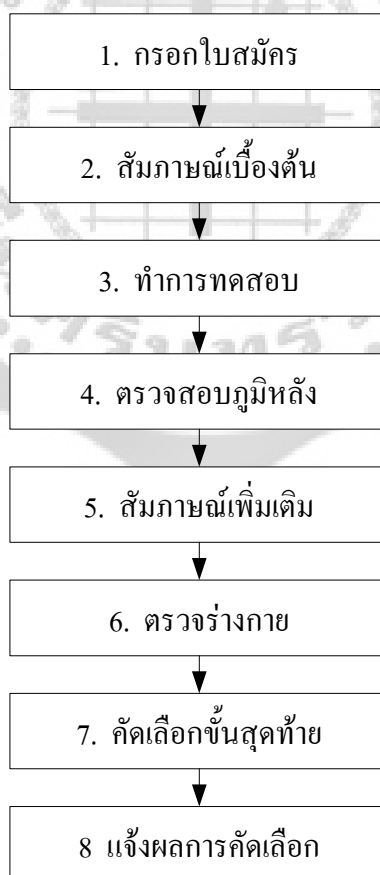 1. กรอกใบสมัคร
2. สัมภาษณ์เบื้องต้น
3. ทำการทดสอบ
4. ตรวจสอบภูมิหลัง
5. สัมภาษณ์เพิ่มเติม
6. ตรวจร่างกาย
7. คัดเลือกขั้นสุดท้าย
8 แจ้งผลการคัดเลือก